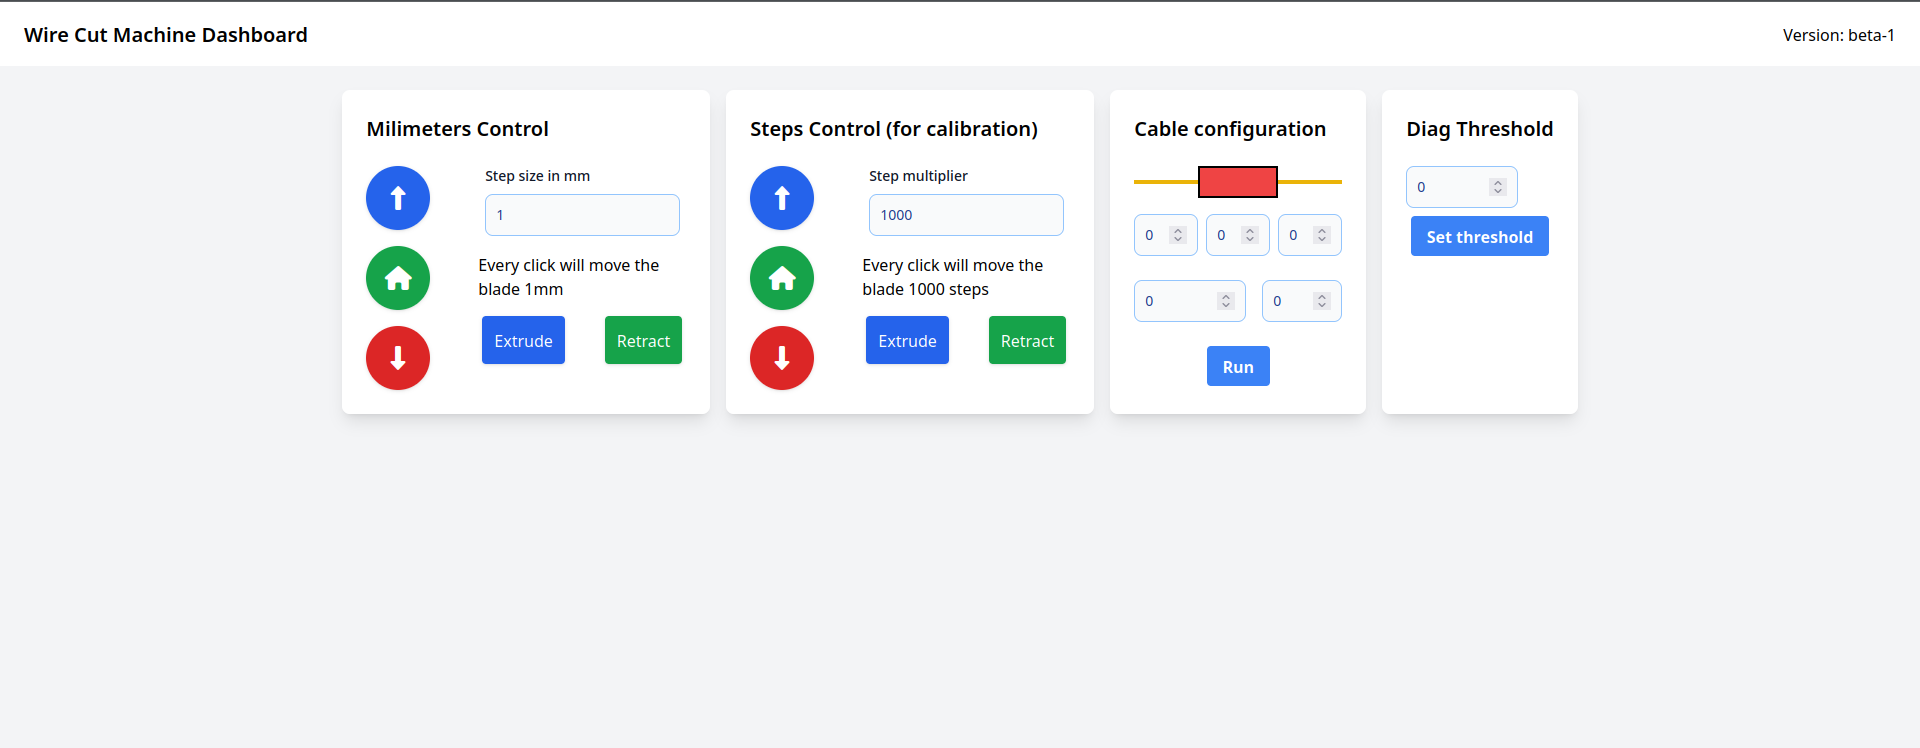 Wire Cut Machine Dashboard
Version: beta-1
Milimeters Control
Step size in mm
1
Every click will move the
blade 1mm
Extrude
Retract
Steps Control (for calibration)
Step multiplier
1000
Every click will move the
blade 1000 steps
Extrude
Retract
Cable configuration
0 0 0
0 0
Run
Diag Threshold
0
Set threshold